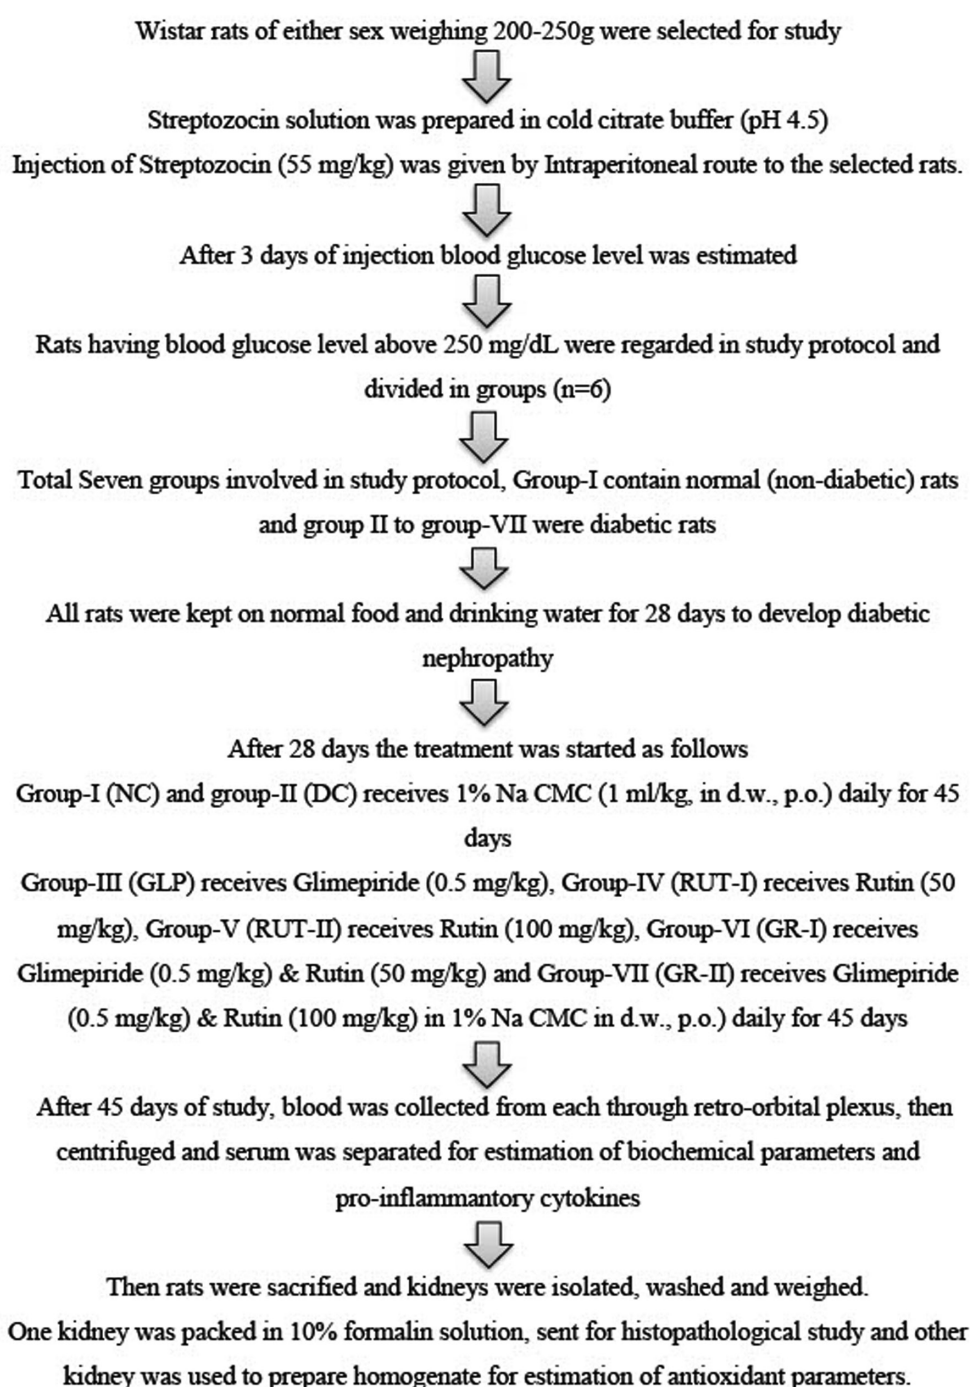 Wistar rats of either sex weighing 200-250g were selected for study
Streptozocin solution was prepared in cold citrate buffer (pH 4.5)
Injection of Streptozocin (55 mg/kg) was given by Intraperitoneal route to the selected rats.
After 3 days of injection blood glucose level was estimated
Rats having blood glucose level above 250 mg/dL were regarded in study protocol and
divided in groups (n=6)
Total Seven groups involved in study protocol, Group-I contain normal (non-diabetic) rats
and group II to group-VII were diabetic rats
All rats were kept on normal food and drinking water for 28 days to develop diabetic
nephropathy
After 28 days the treatment was started as follows
Group-I (NC) and group-II (DC) receives 1% Na CMC (1 ml/kg, in d.w., p.o.) daily for 45
days
Group-III (GLP) receives Glimepiride (0.5 mg/kg), Group-IV (RUT-I) receives Rutin (50
mg/kg), Group-V (RUT-II) receives Rutin (100 mg/kg), Group-VI (GR-I) receives
Glimepiride (0.5 mg/kg) & Rutin (50 mg/kg) and Group-VII (GR-II) receives Glimepiride
(0.5 mg/kg) & Rutin (100 mg/kg) in 1% Na CMC in d.w., p.o.) daily for 45 days
After 45 days of study, blood was collected from each through retro-orbital plexus, then
centrifuged and serum was separated for estimation of biochemical parameters and
pro-inflammantory cytokines
Then rats were sacrified and kidneys were isolated, washed and weighed.
One kidney was packed in 10% formalin solution, sent for histopathological study and other
kidney was used to prepare homogenate for estimation of antioxidant parameters.